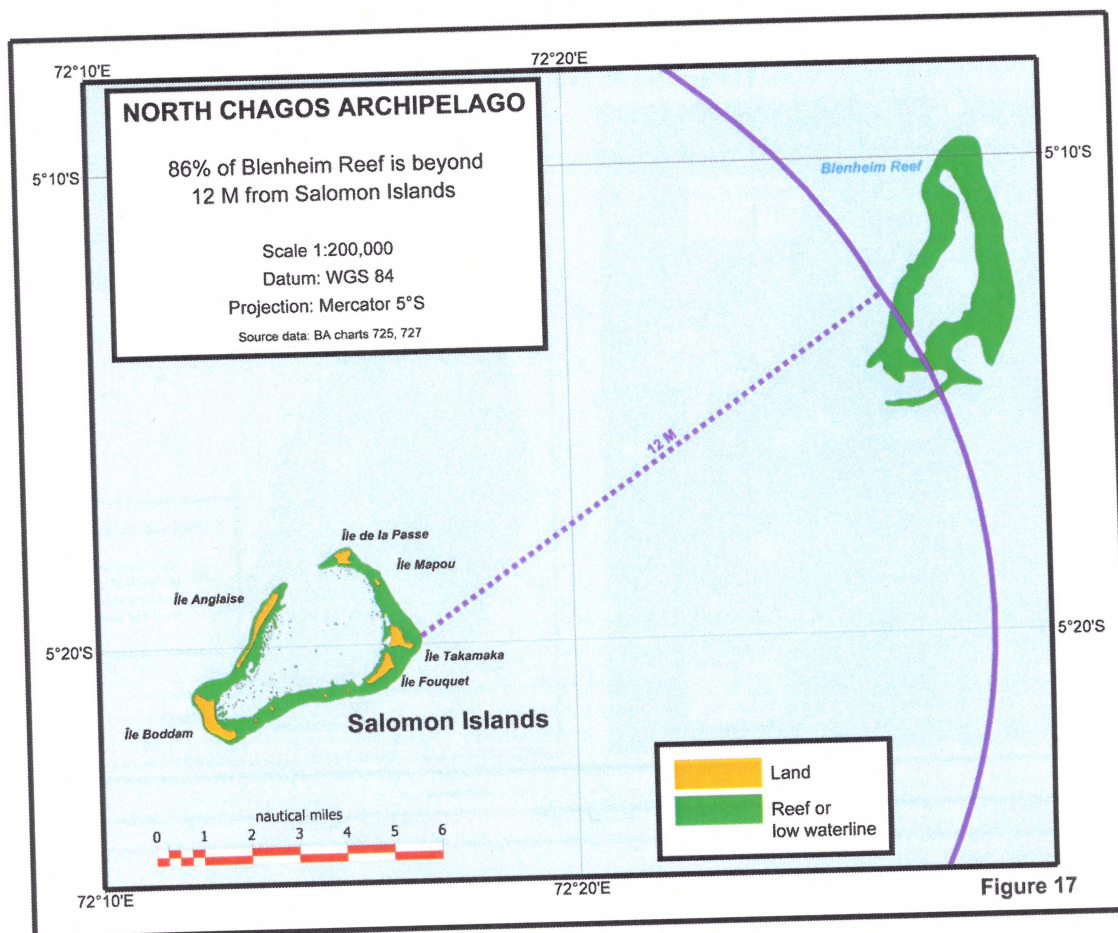 72°10'E
72°20'E
NORTH CHAGOS ARCHIPELAGO
86% of Blenheim Reef is beyond
12 M from Salomon Islands
Scale 1:200,000
Datum: WGS 84
Projection: Mercator 5°S
Source data: BA charts 725, 727
5°10'S
Blenheim Reef
5°10'S
12 M
Île de la Passe
Île Mapou
Île Anglaise
5°20'S
5°20'S
Île Takamaka
Île Fouquet
Île Boddam
Salomon Islands
Land
Reef or
low waterline
nautical miles
0 1 2 3 4 5 6
72°10'E
72°20'E
Figure 17